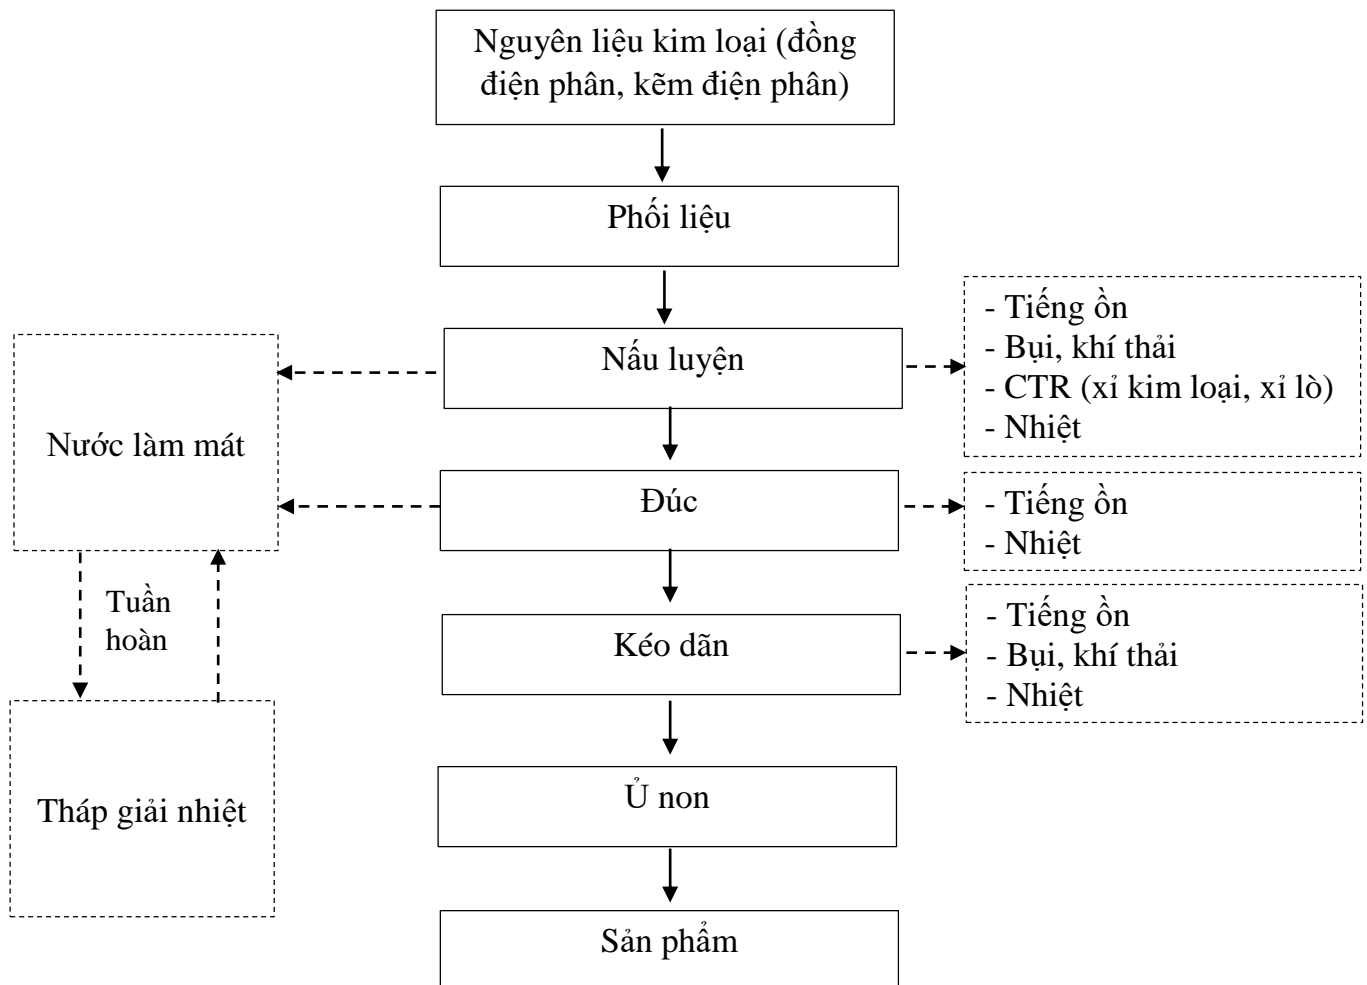 Nguyên liệu kim loại (đồng
điện phân, kẽm điện phân)
Phối liệu
Nấu luyện
- Tiếng ồn
- Bụi, khí thải
- CTR (xỉ kim loại, xỉ lò)
- Nhiệt
Nước làm mát
Đúc
- Tiếng ồn
- Nhiệt
Tuần
hoàn
Kéo dãn
- Tiếng ồn
- Bụi, khí thải
- Nhiệt
Tháp giải nhiệt
Ủ non
Sản phẩm